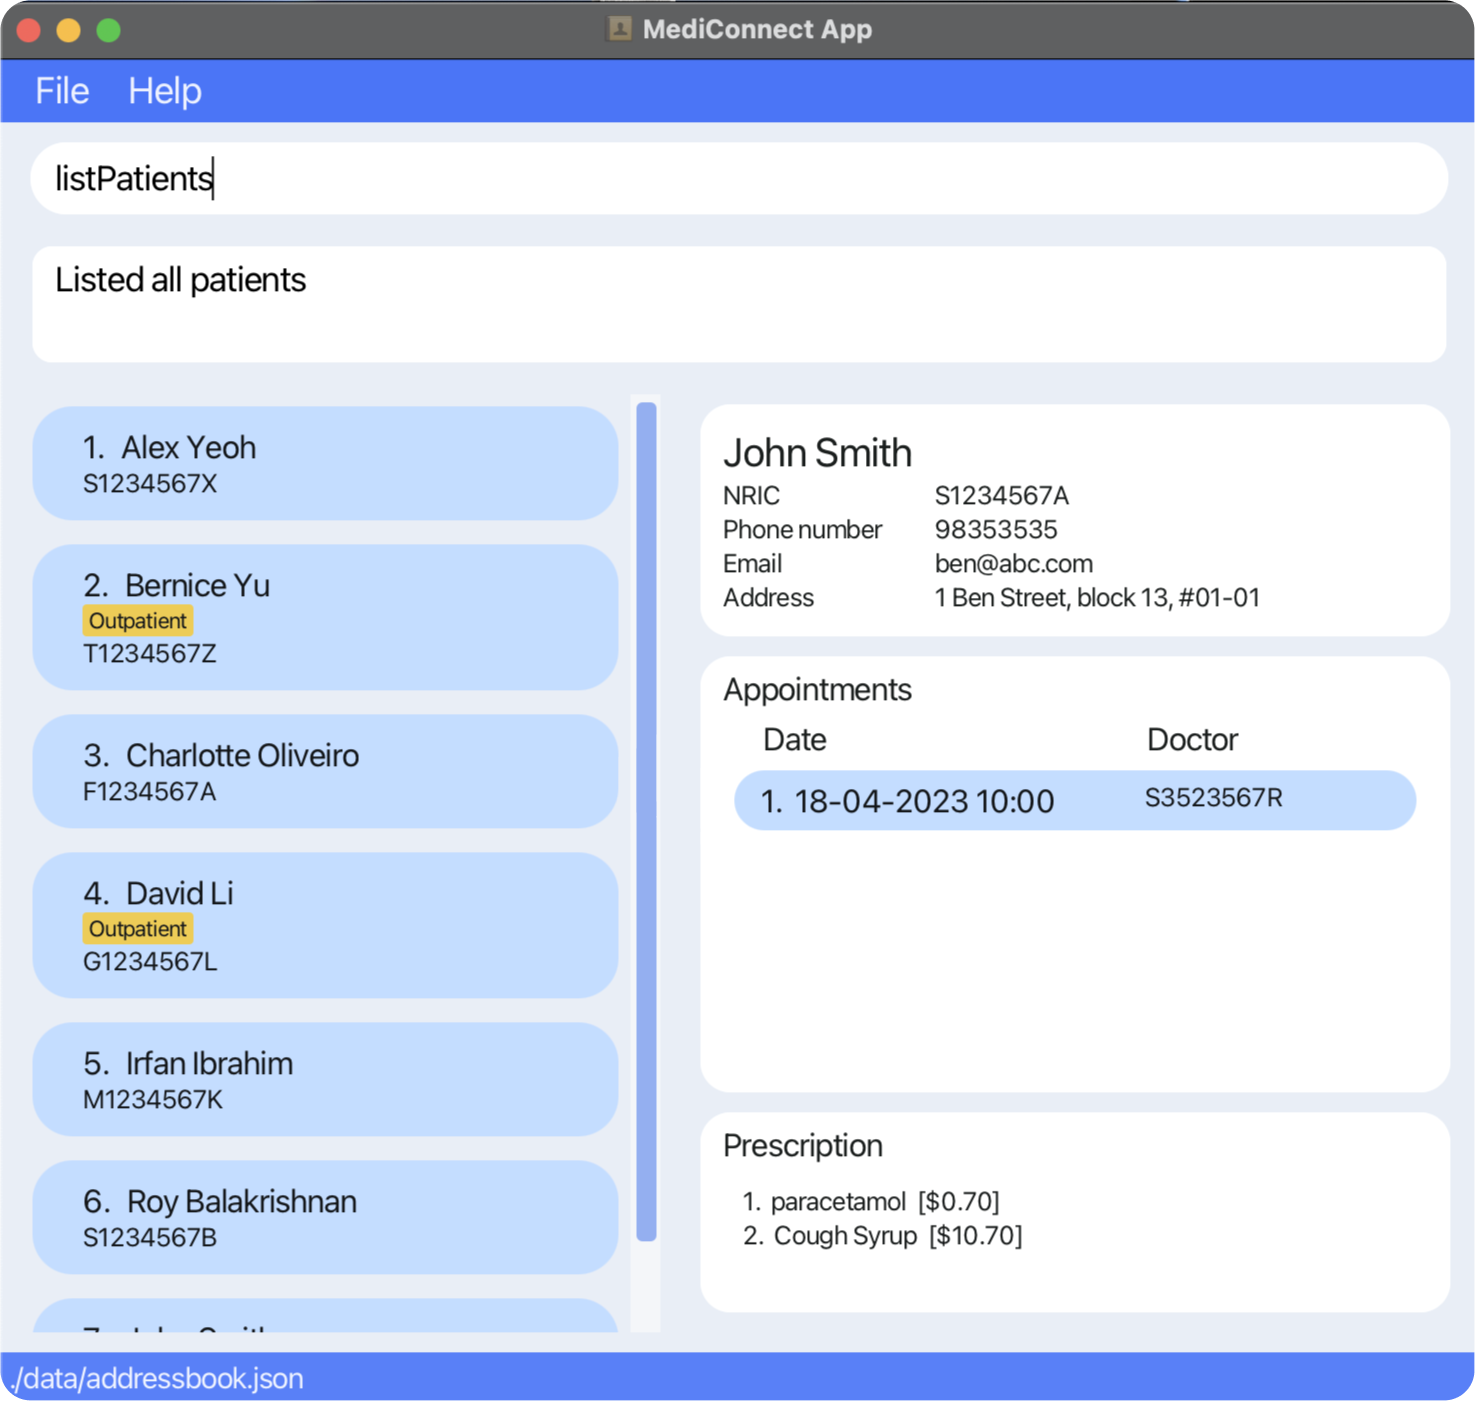 MediConnect App
File Help
listPatients
Listed all patients
1. Alex Yeoh
S1234567X
2. Bernice Yu
Outpatient
T1234567Z
3. Charlotte Oliveiro
F1234567A
4. David Li
Outpatient
G1234567L
5. Irfan Ibrahim
M1234567K
6. Roy Balakrishnan
S1234567B
John Smith
NRIC S1234567A
Phone number 98353535
Email ben@abc.com
Address 1 Ben Street, block 13, #01-01
Appointments
Date Doctor
1. 18-04-2023 10:00 S3523567R
Prescription
1. paracetamol [$0.70]
2. Cough Syrup [$10.70]
./data/addressbook.json